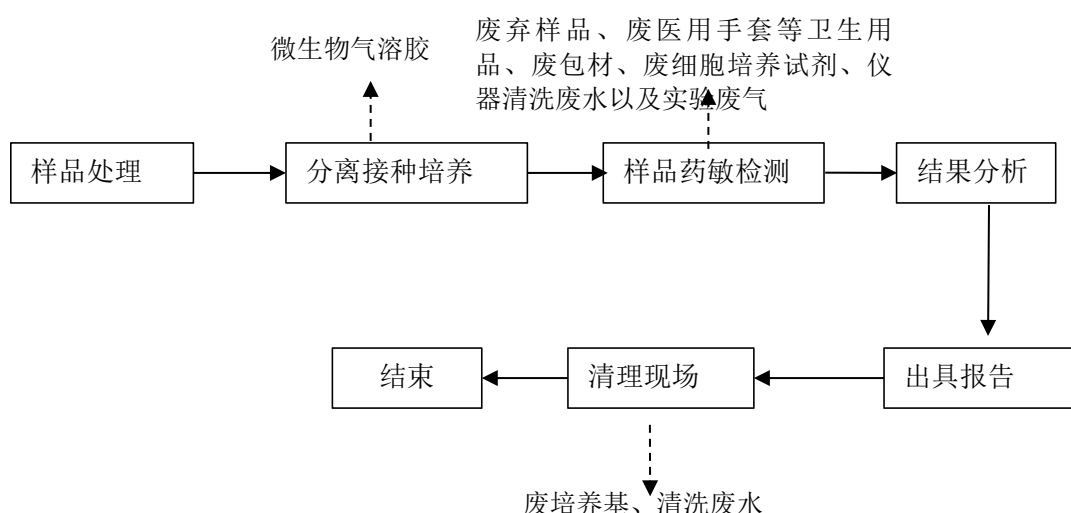 微生物气溶胶
废弃样品、废医用手套等卫生用
品、废包材、废细胞培养试剂、仪
器清洗废水以及实验废气
样品处理
分离接种培养
样品药敏检测
结果分析
结束
清理现场
出具报告
废培养基、清洗废水